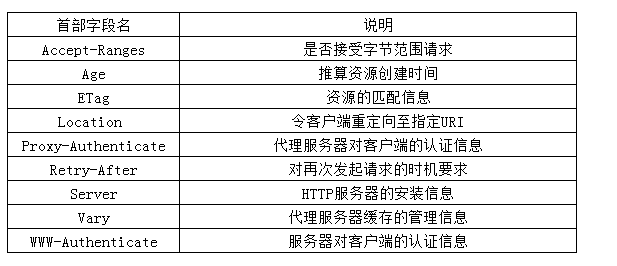 首部字段名 说明
Accept-Ranges 是否接受字节范围请求
Age 推算资源创建时间
ETag 资源的匹配信息
Location 令客户端重定向至指定URI
Proxy-Authenticate 代理服务器对客户端的认证信息
Retry-After 对再次发起请求的时机要求
Server HTTP服务器的安装信息
Vary 代理服务器缓存的管理信息
WWW-Authenticate 服务器对客户端的认证信息